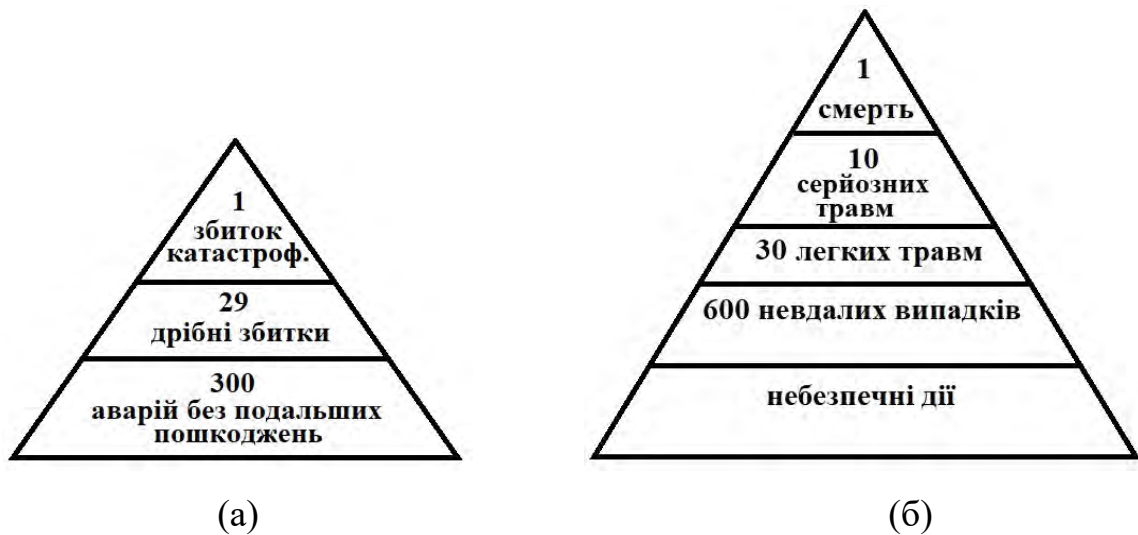 1
збиток
катастроф.
29
дрібні збитки
300
аварій без подальших
пошкоджень
(а)
1
смерть
10
серйозних
травм
30 легких травм
600 невдалих випадків
небезпечні дії
(б)